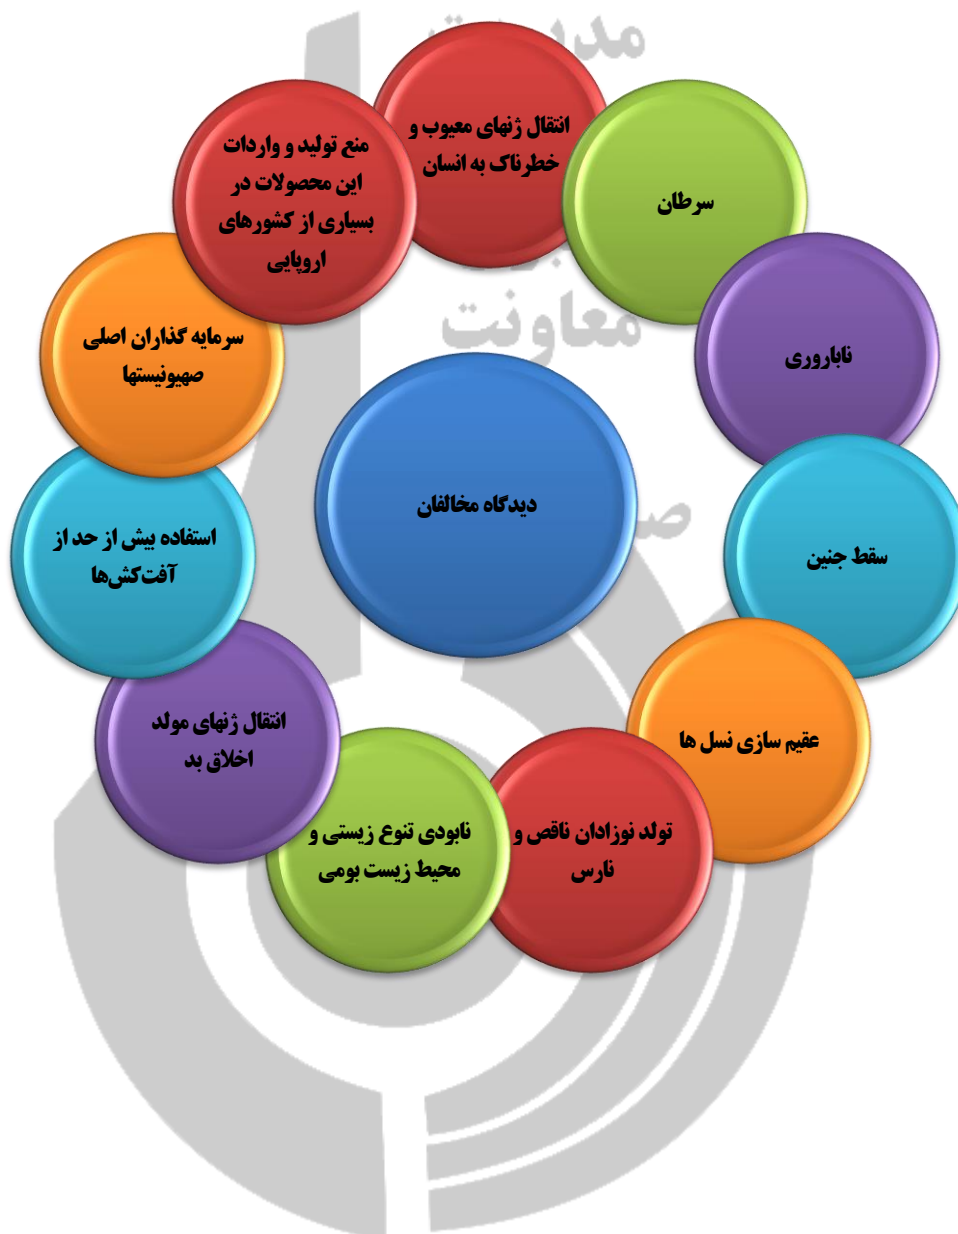 انتقال ژنهای معیوب و
خطرناک به انسان
سرطان
ناباروری
سقط جنین
عقیم سازی نسل ها
تولد نوزادان ناقص و
نارس
نابودی تنوع زیستی و
محیط زیست بومی
انتقال ژنهای مولد
اخلاق بد
استفاده بیش از حد از
آفت‌کش‌ها
سرمایه گذاران اصلی
صهیونیستها
منع تولید و واردات
این محصولات در
بسیاری از کشورهای
اروپایی
دیدگاه مخالفان
معاونت